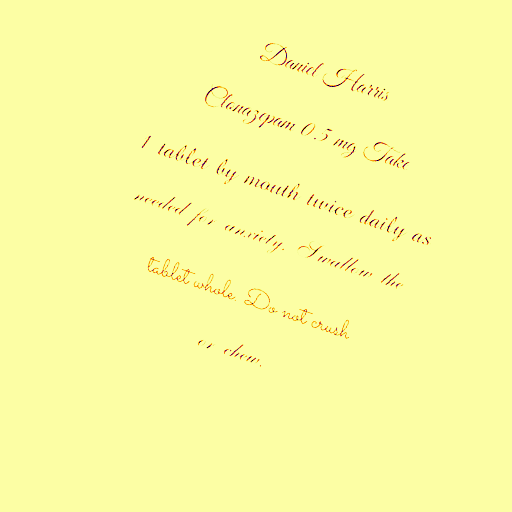 Daniel Harris
Clonazepam 0.5 mg Take
1 tablet by mouth twice daily as
needed for anxiety. Swallow the
tablet whole. Do not crush
or chew.